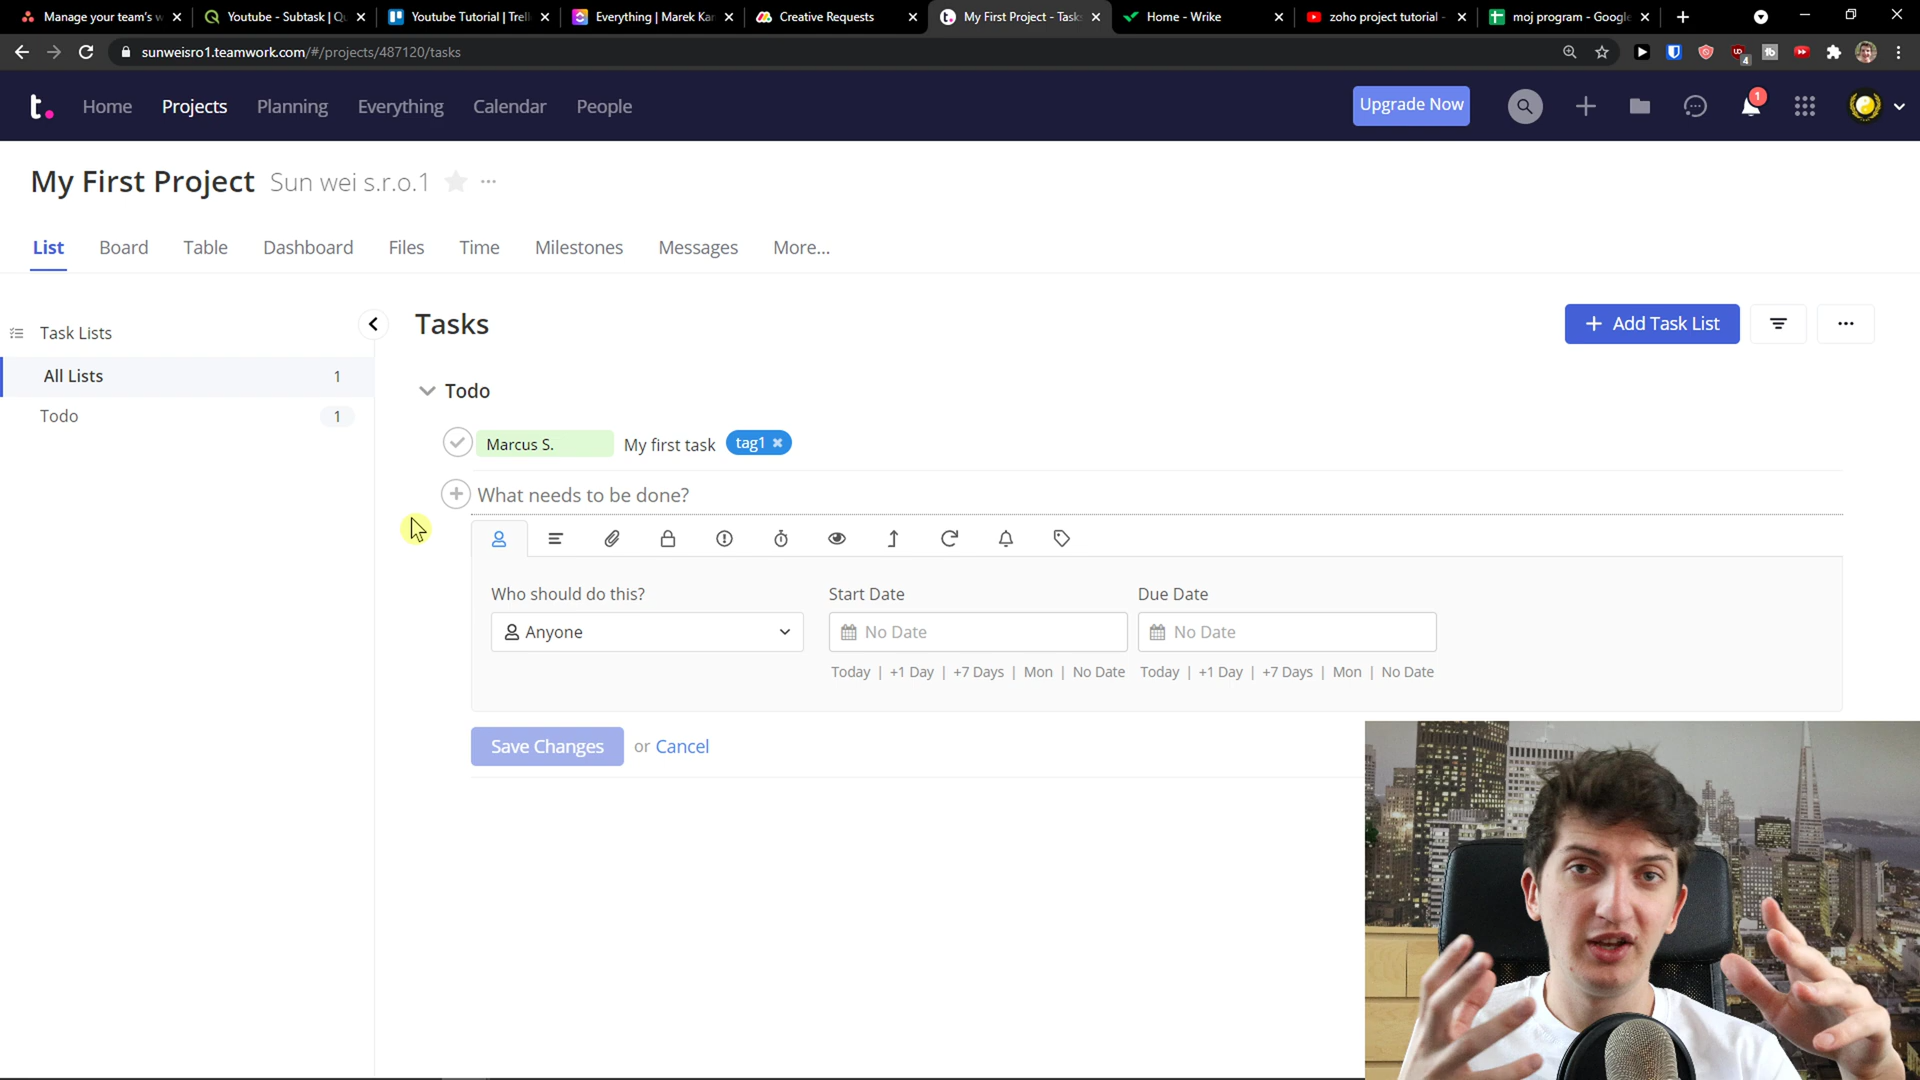 Manage your team's w
Youtube - Subtask | Qu
Youtube Tutorial | Trell
Everything | Marek Kar
Creative Requests
My First Project - Task
Home - Wrike
zoho project tutorial -
moj program - Google
sunweisro1.teamwork.com/#/projects/487120/tasks
4
t.
Home
Projects
Planning
Everything
Calendar
People
Upgrade Now
1
My First Project Sun wei s.r.o.1
List
Board
Table
Dashboard
Files
Time
Milestones
Messages
More...
Task Lists
All Lists 1
Todo 1
Tasks
Add Task List
Todo
Marcus S. My first task tag1
What needs to be done?
Who should do this?
Start Date
Due Date
Anyone
No Date
No Date
Today | +1 Day | +7 Days | Mon | No Date
Today | +1 Day | +7 Days | Mon | No Date
Save Changes or Cancel